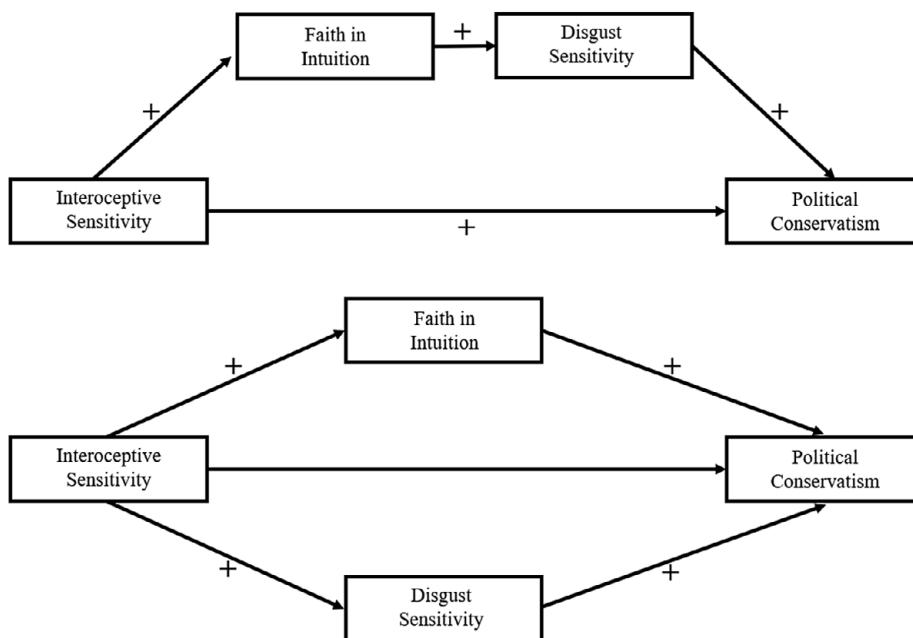 Faith in
Intuition
+
Disgust
Sensitivity
+
+
Interoceptive
Sensitivity
+
Political
Conservatism
Faith in
Intuition
+
+
Interoceptive
Sensitivity
Political
Conservatism
+
+
Disgust
Sensitivity